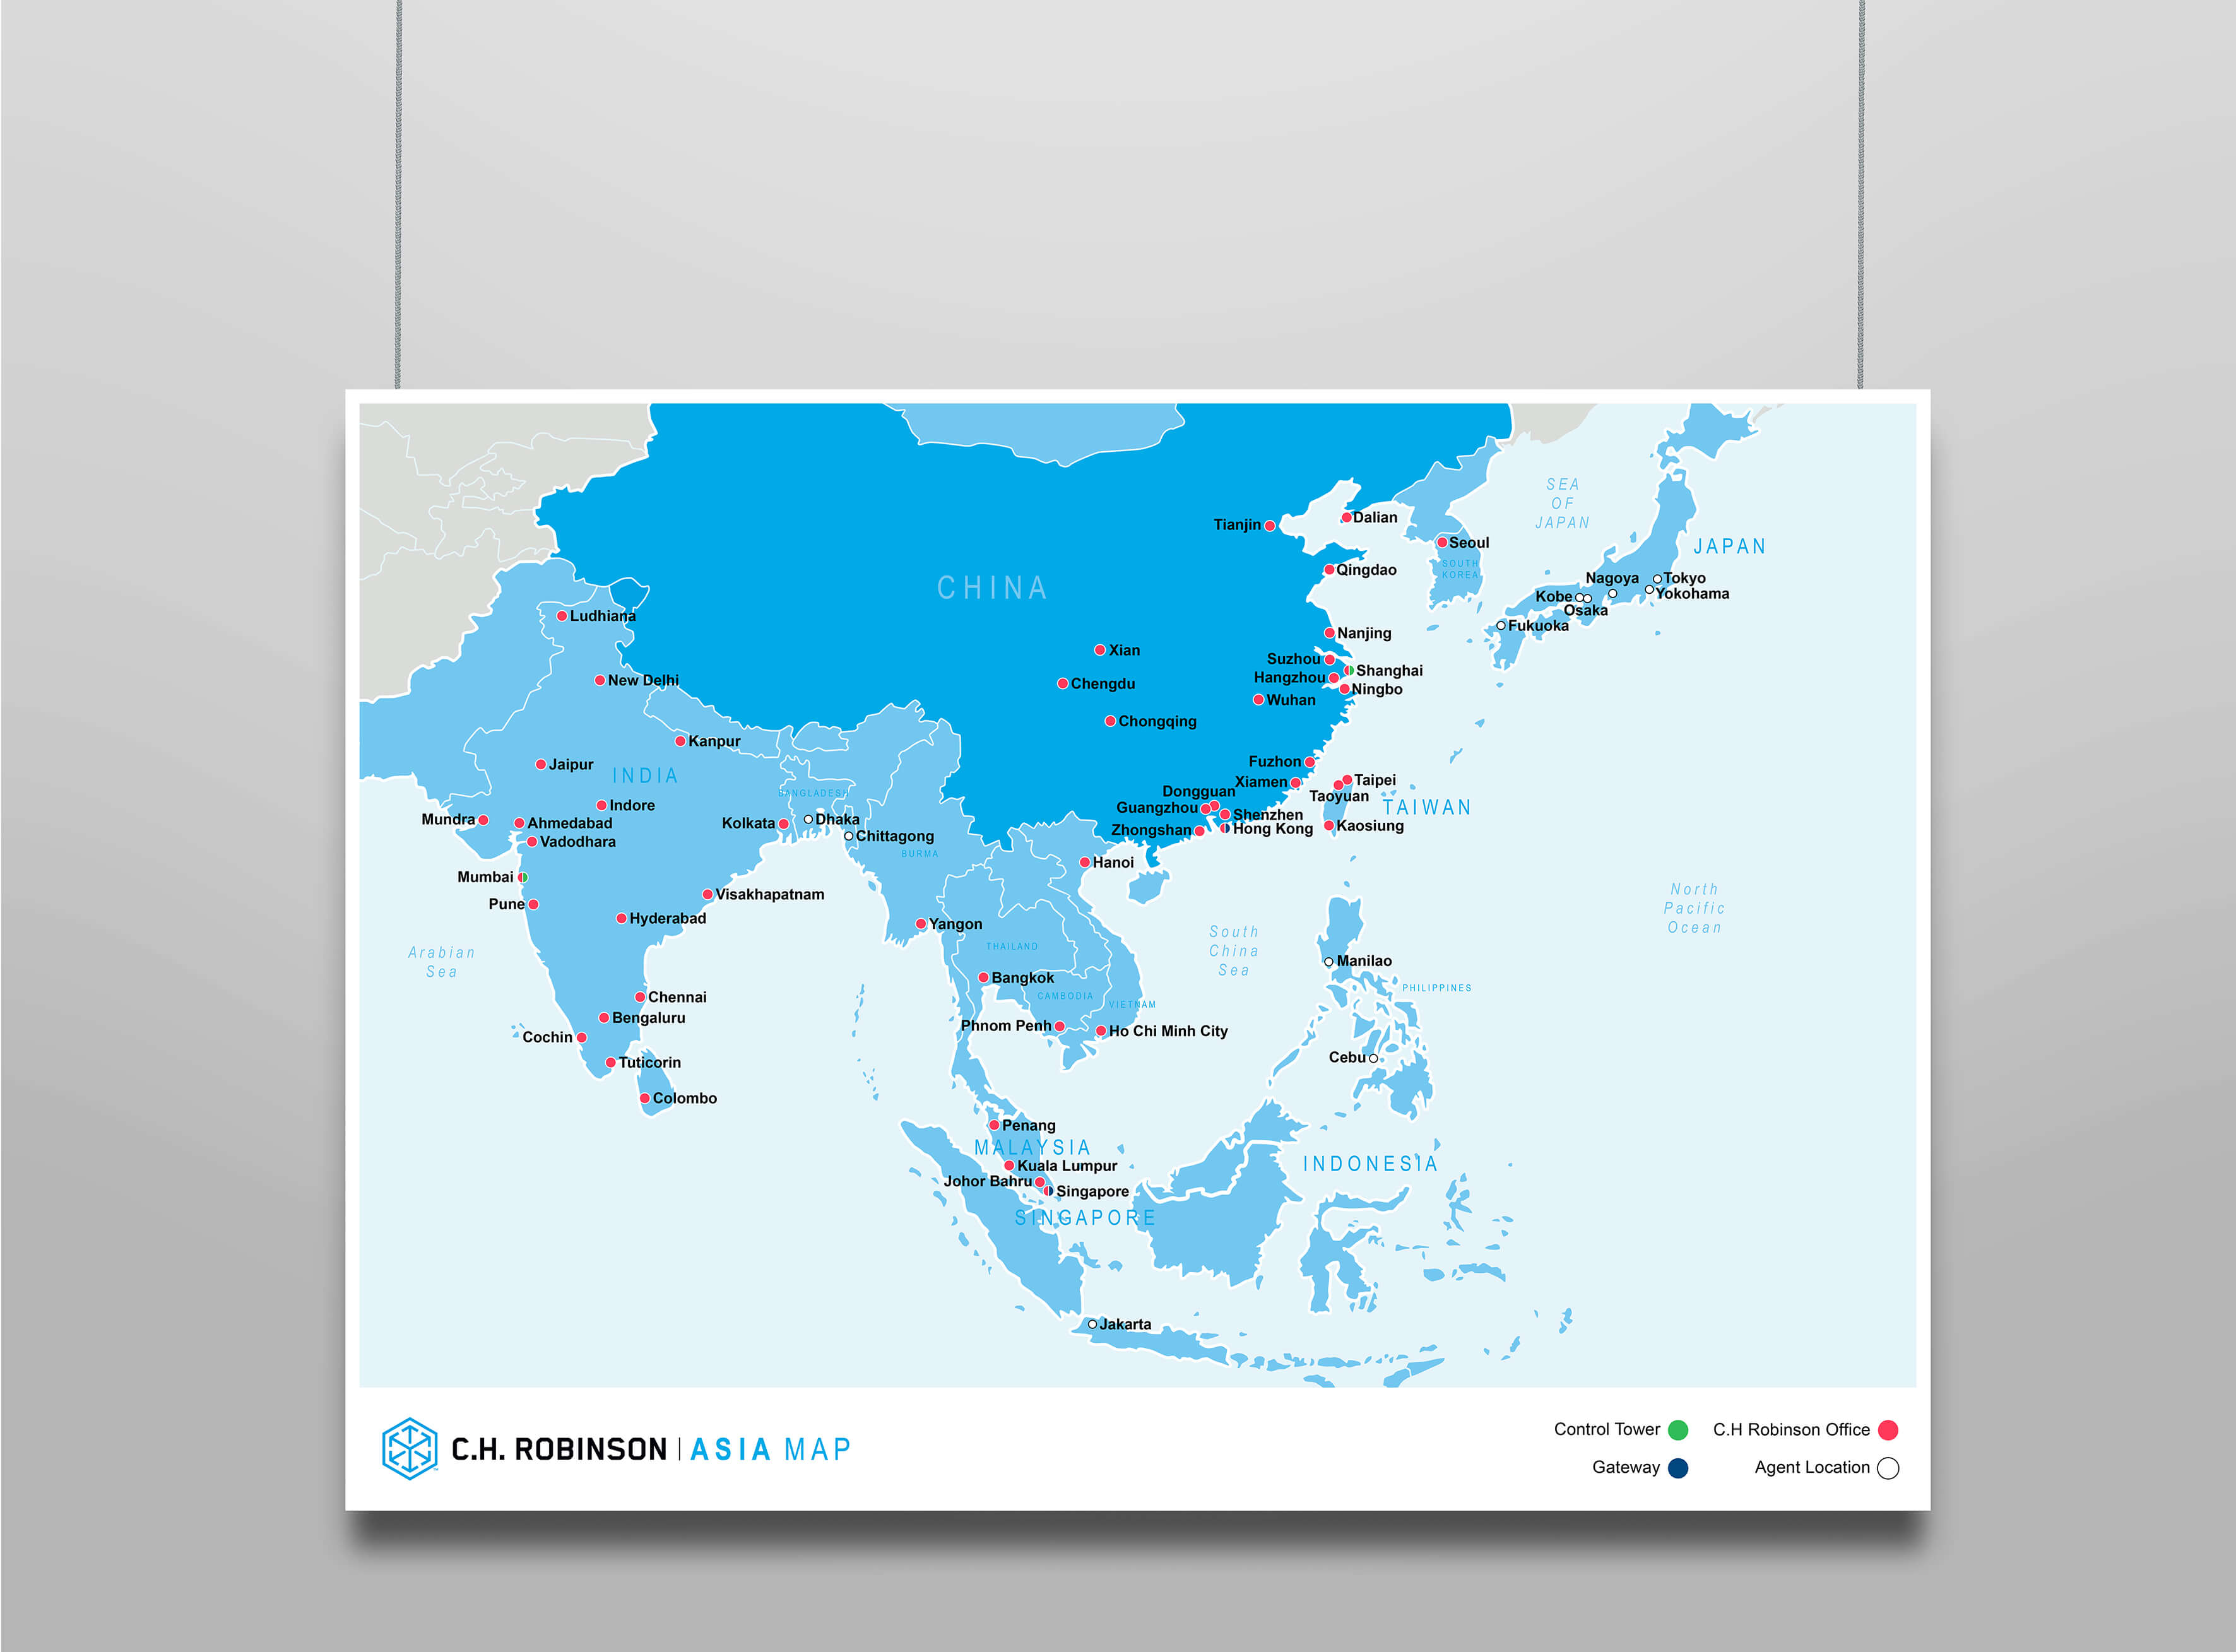 SEA
OF
JAPAN
Tianjin
Dalian
Seoul
JAPAN
SOUTH
KOREA
Qingdao
CHINA
Nagoya
Tokyo
Kobe
Yokohama
Osaka
Fukuoka
Ludhiana
Nanjing
Xian
Suzhou
Shanghai
Hangzhou
Ningbo
New Delhi
Chengdu
Wuhan
Chongqing
Kanpur
Jaipur
INDIA
Fuzhon
Xiamen
Taipei
Taoyuan
TAIWAN
BANGLADESH
Dongguan
Guangzhou
Indore
Mundra
Ahmedabad
Kolkata
Dhaka
Shenzhen
Zhongshan
Hong Kong
Kaosiung
Vadodhara
Chittagong
BURMA
Hanoi
Mumbai
Visakhapatnam
Pune
Hyderabad
Yangon
North
Pacific
Ocean
South
China
Sea
Arabian
Sea
THAILAND
Manilao
Bangkok
PHILIPPINES
CAMBODIA
VIETNAM
Chennai
Bengaluru
Phnom Penh
Ho Chi Minh City
Cochin
Tuticorin
Cebu
Colombo
Penang
MALAYSIA
Kuala Lumpur
INDONESIA
Johor Bahru
Singapore
SINGAPORE
Jakarta
C.H. ROBINSON | ASIA MAP
Control Tower
C.H Robinson Office
Gateway
Agent Location